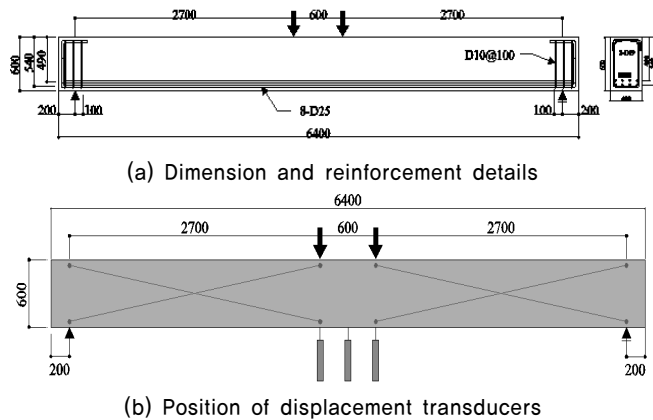 2700 600 2700
600
540
490
D10@100
200 100
8-D25
100 200
6400
(a) Dimension and reinforcement details
6400
2700 600 2700
600
200 200
(b) Position of displacement transducers